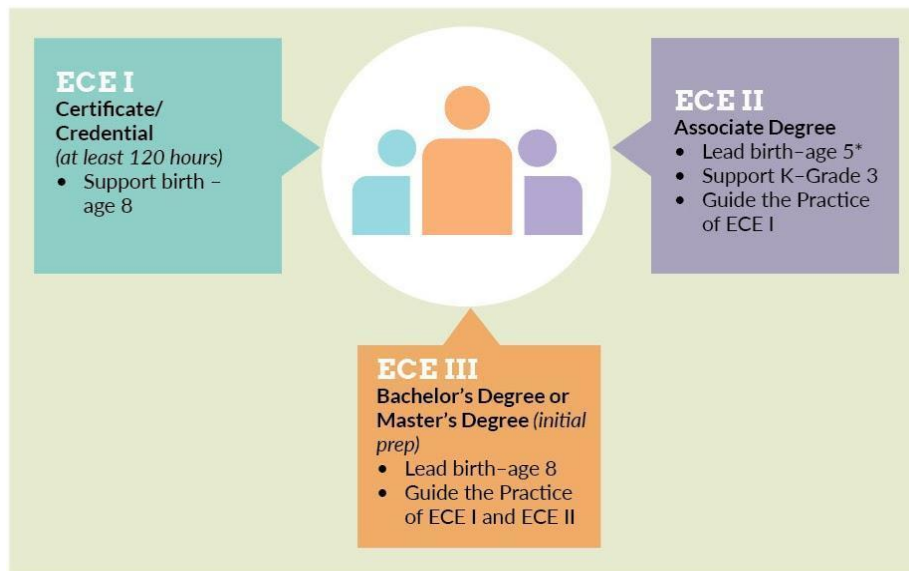 ECE I
Certificate/
Credential
(at least 120 hours)
• Support birth –
age 8
ECE II
Associate Degree
• Lead birth–age 5*
• Support K–Grade 3
• Guide the Practice
of ECE I
ECE III
Bachelor's Degree or
Master's Degree (initial
prep)
• Lead birth–age 8
• Guide the Practice
of ECE I and ECE II